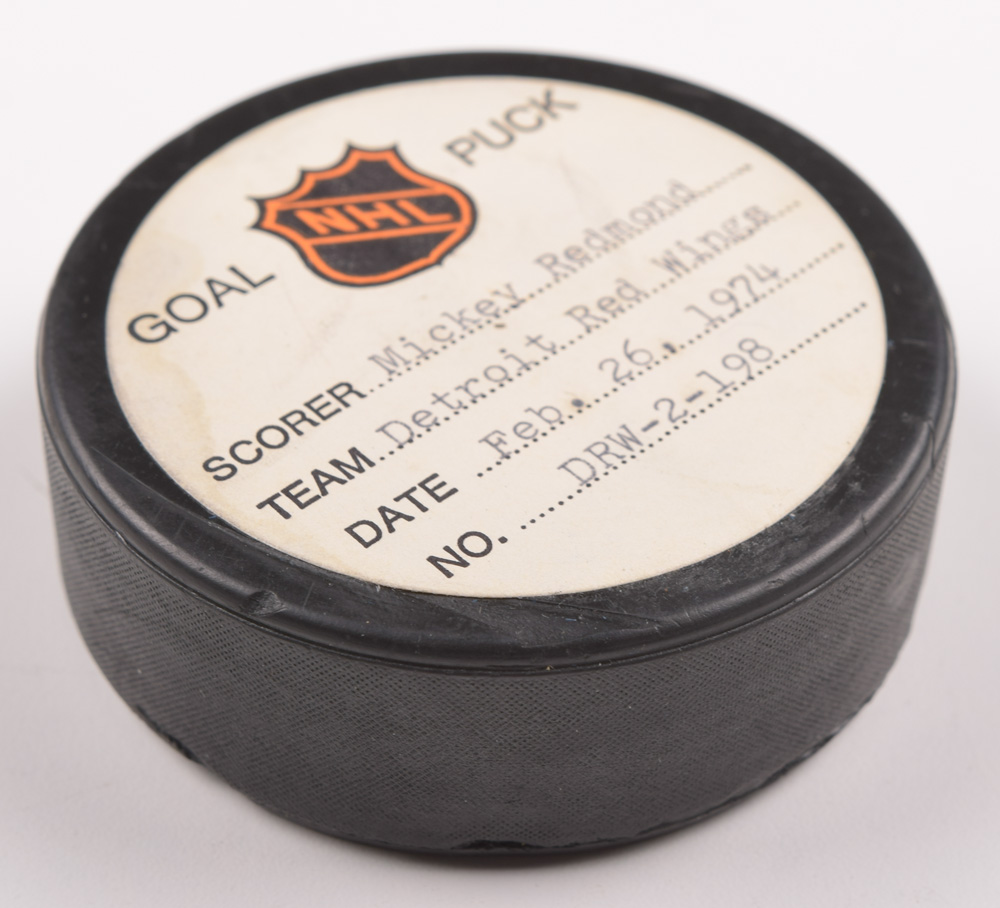 GOAL NHL PUCK
SCORER Mickey Redmond
TEAM Detroit Red Wings
DATE Feb. 26, 1974
NO. DRW-2-198